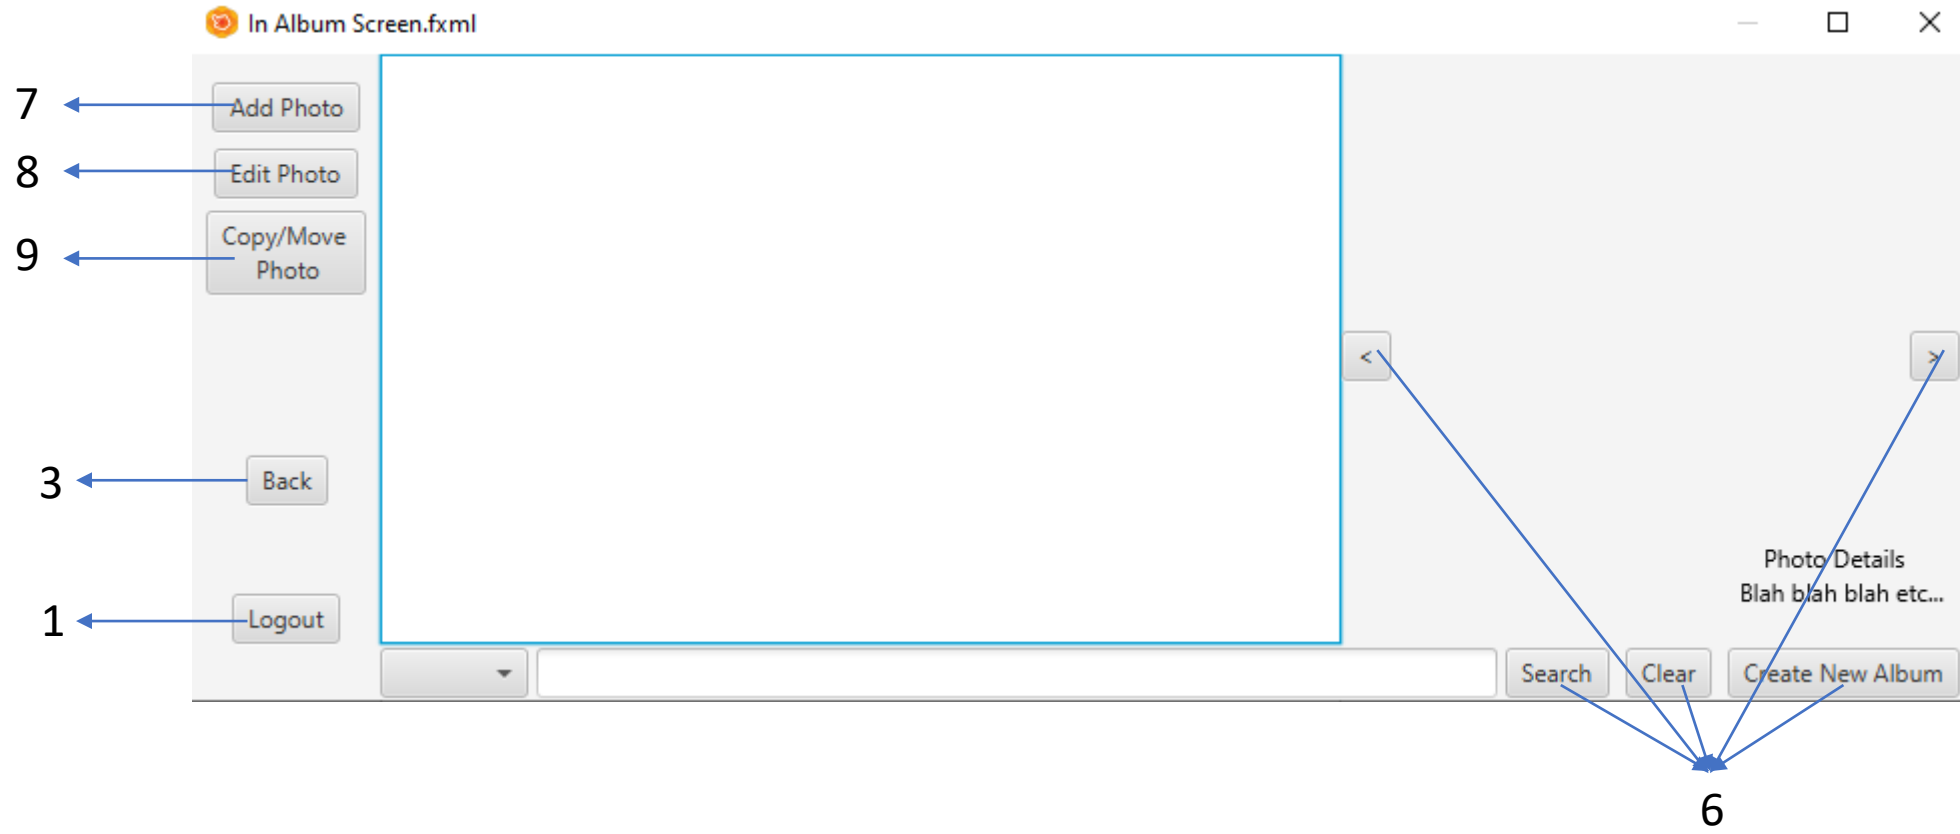 In Album Screen.fxml
7
Add Photo
8
Edit Photo
9
Copy/Move
Photo
<
>
3
Back
Photo Details
Blah blah blah etc...
1
Logout
Search
Clear
Create New Album
6